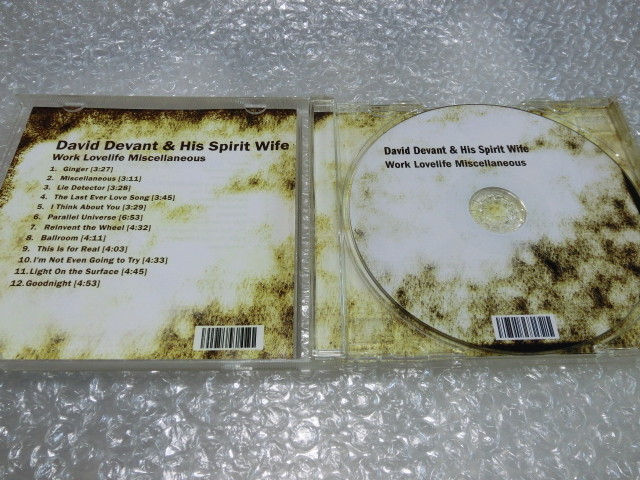 David Devant & His Spirit Wife
Work Lovelife Miscellaneous
1. Ginger [3:27]
2. Miscellaneous [3:11]
3. Lie Detector [3:28]
4. The Last Ever Love Song [3:45]
5. I Think About You [3:29]
6. Parallel Universe [6:53]
7. Reinvent the Wheel [4:32]
8. Ballroom [4:11]
9. This Is for Real [4:03]
10. I'm Not Even Going to Try [4:33]
11. Light On the Surface [4:45]
12. Goodnight [4:53]
David Devant & His Spirit Wife
Work Lovelife Miscellaneous